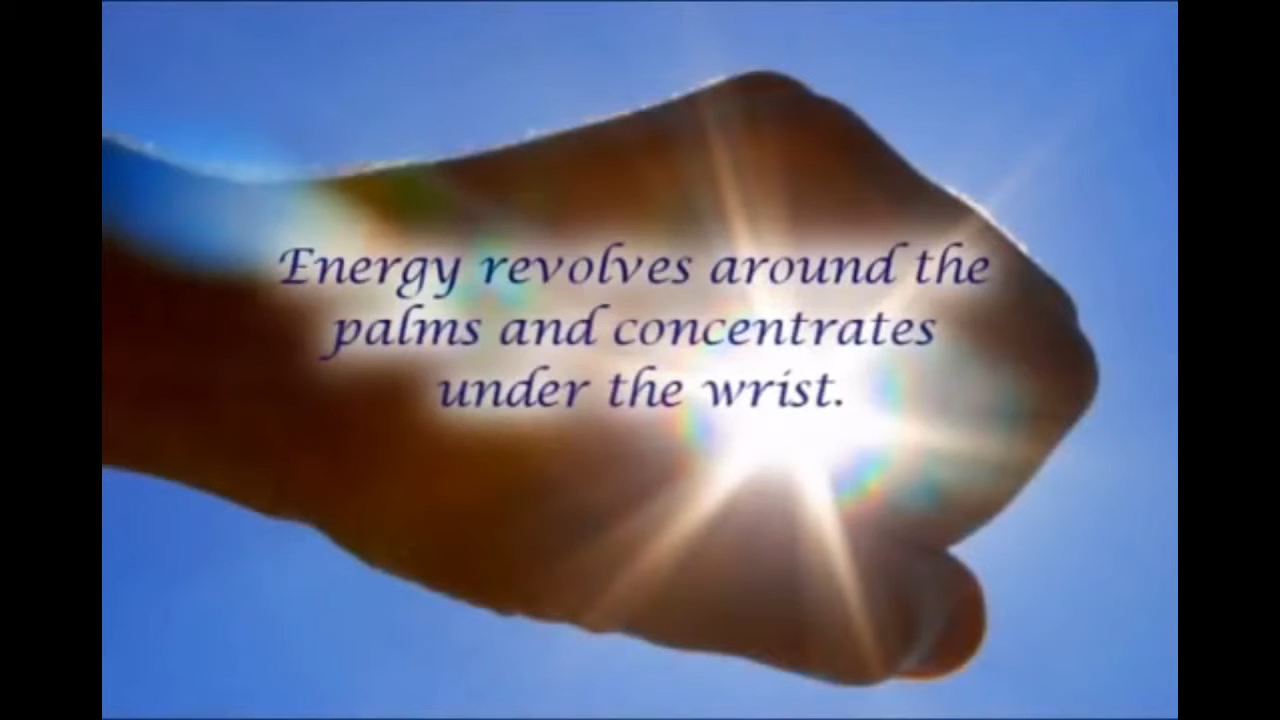 Energy revolves around the
palms and concentrates
under the wrist.